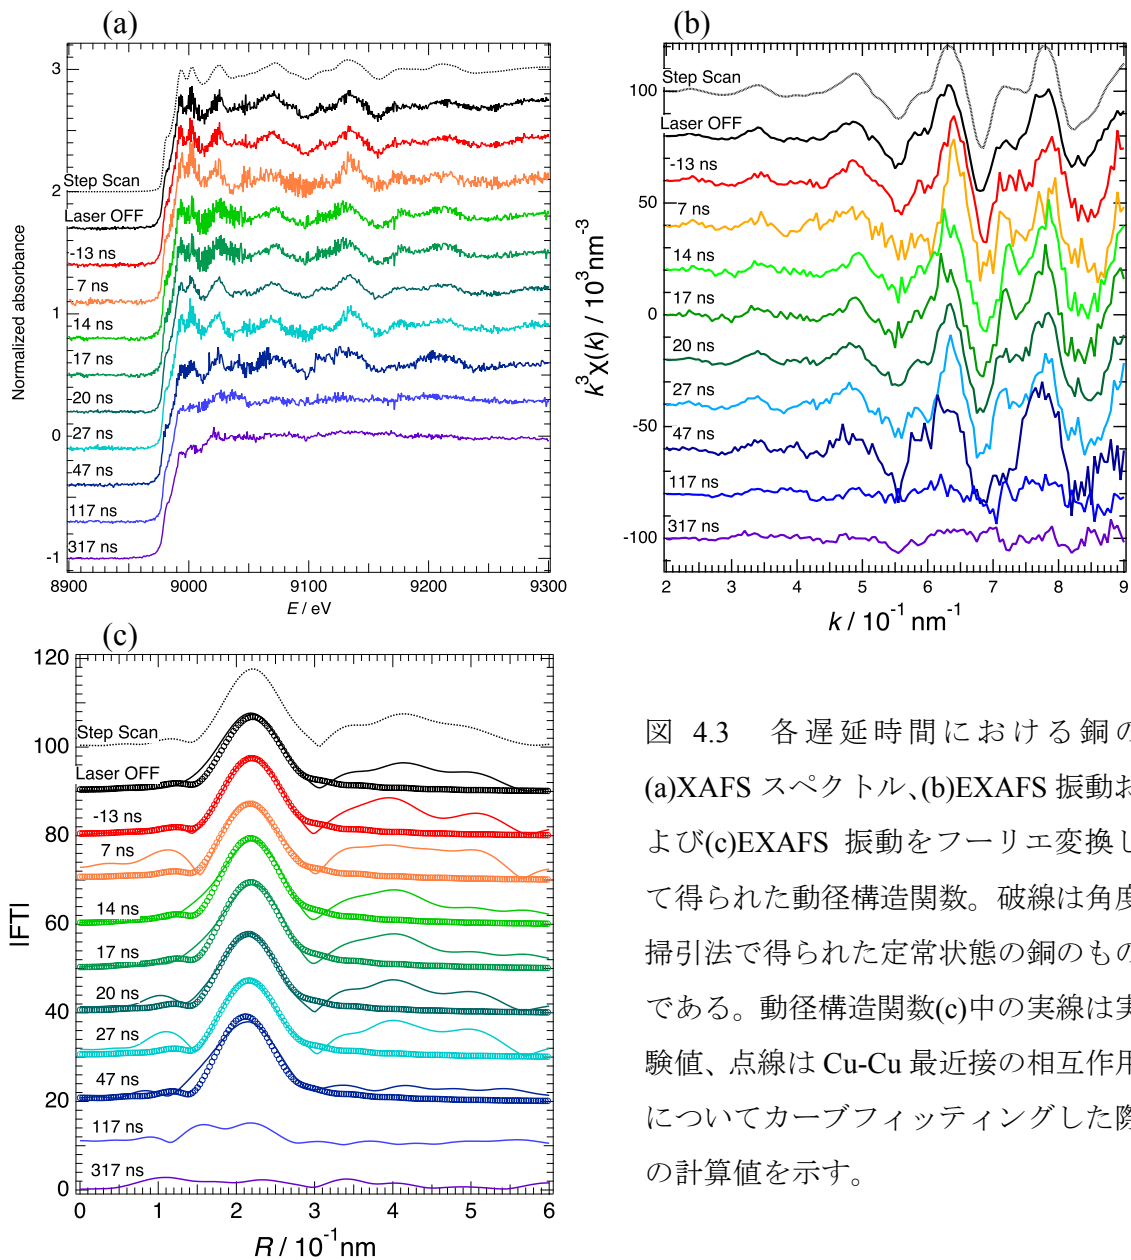 (a)
3
2
1
0
-1
Normalized absorbance
Step Scan
Laser OFF
-13 ns
7 ns
14 ns
17 ns
20 ns
27 ns
47 ns
117 ns
317 ns
8900 9000 9100 9200 9300
E / eV
(b)
100
50
0
-50
-100
k³χ(k) / 10³ nm⁻³
Step Scan
Laser OFF
-13 ns
7 ns
14 ns
17 ns
20 ns
27 ns
47 ns
117 ns
317 ns
2 3 4 5 6 7 8 9
k / 10⁻¹ nm⁻¹
(c)
120
100
80
60
40
20
0
|FT|
Step Scan
Laser OFF
-13 ns
7 ns
14 ns
17 ns
20 ns
27 ns
47 ns
117 ns
317 ns
0 1 2 3 4 5 6
R / 10⁻¹nm
図 4.3 各遅延時間における銅の
(a)XAFS スペクトル、(b)EXAFS 振動お
よび(c)EXAFS 振動をフーリエ変換し
て得られた動径構造関数。破線は角度
掃引法で得られた定常状態の銅のもの
である。動径構造関数(c)中の実線は実
験値、点線は Cu-Cu 最近接の相互作用
についてカーブフィッティングした際
の計算値を示す。